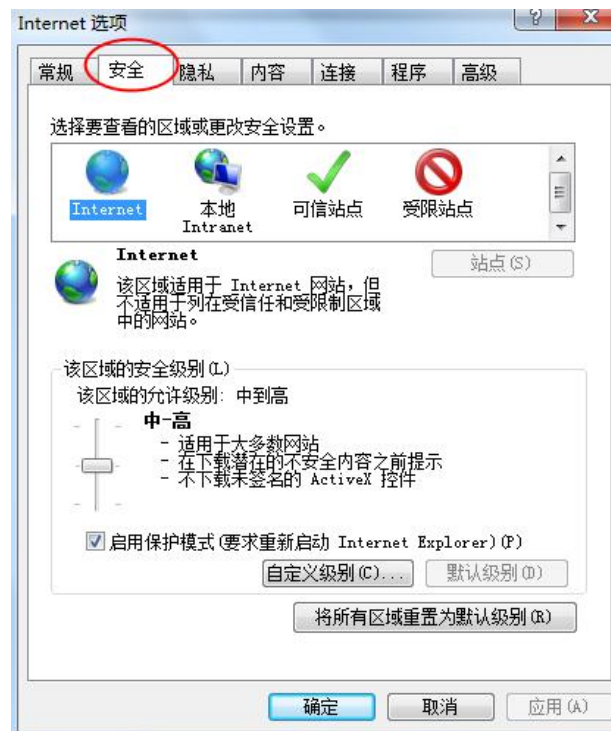 Internet 选项
常规 安全 隐私 内容 连接 程序 高级
选择要查看的区域或更改安全设置。
Internet 本地 Intranet 可信站点 受限站点
Internet
站点(S)
该区域适用于 Internet 网站，但
不适用于列在受信任和受限制区域
中的网站。
该区域的安全级别(L)
该区域的允许级别: 中到高
中-高
- 适用于大多数网站
- 在下载潜在的不安全内容之前提示
- 不下载未签名的 ActiveX 控件
启用保护模式(要求重新启动 Internet Explorer)(P)
自定义级别(C)... 默认级别(D)
将所有区域重置为默认级别(R)
确定 取消 应用(A)